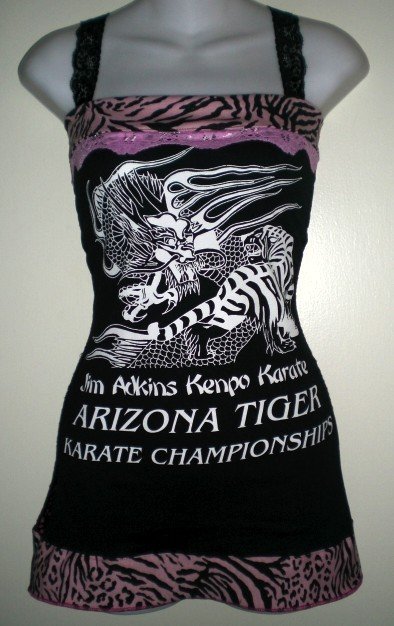 Jim Adkins Kenpo Karate
ARIZONA TIGER
KARATE CHAMPIONSHIPS